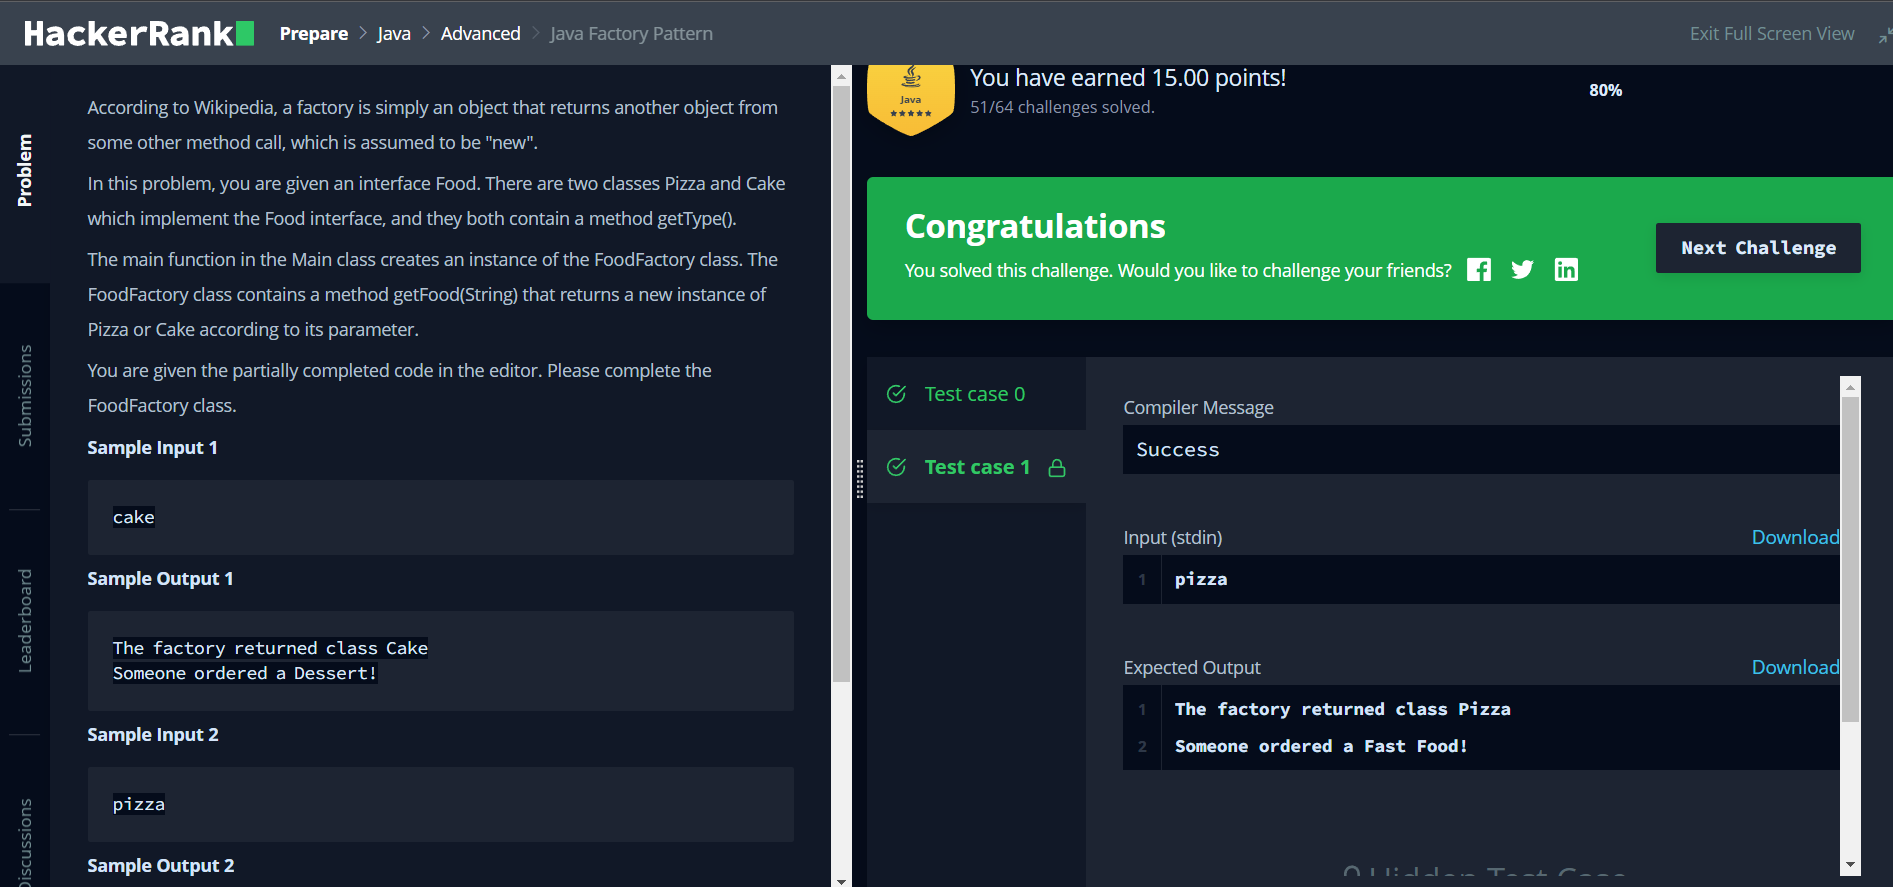 HackerRank
Prepare > Java > Advanced > Java Factory Pattern
Exit Full Screen View
Problem
Submissions
Leaderboard
Discussions
According to Wikipedia, a factory is simply an object that returns another object from
some other method call, which is assumed to be "new".
In this problem, you are given an interface Food. There are two classes Pizza and Cake
which implement the Food interface, and they both contain a method getType().
The main function in the Main class creates an instance of the FoodFactory class. The
FoodFactory class contains a method getFood(String) that returns a new instance of
Pizza or Cake according to its parameter.
You are given the partially completed code in the editor. Please complete the
FoodFactory class.
Sample Input 1
cake
Sample Output 1
The factory returned class Cake
Someone ordered a Dessert!
Sample Input 2
pizza
Sample Output 2
Java
You have earned 15.00 points!
51/64 challenges solved.
80%
Congratulations
You solved this challenge. Would you like to challenge your friends?
Next Challenge
Test case 0
Test case 1
Compiler Message
Success
Input (stdin)
Download
1 pizza
Expected Output
Download
1 The factory returned class Pizza
2 Someone ordered a Fast Food!
Hidden Test Case